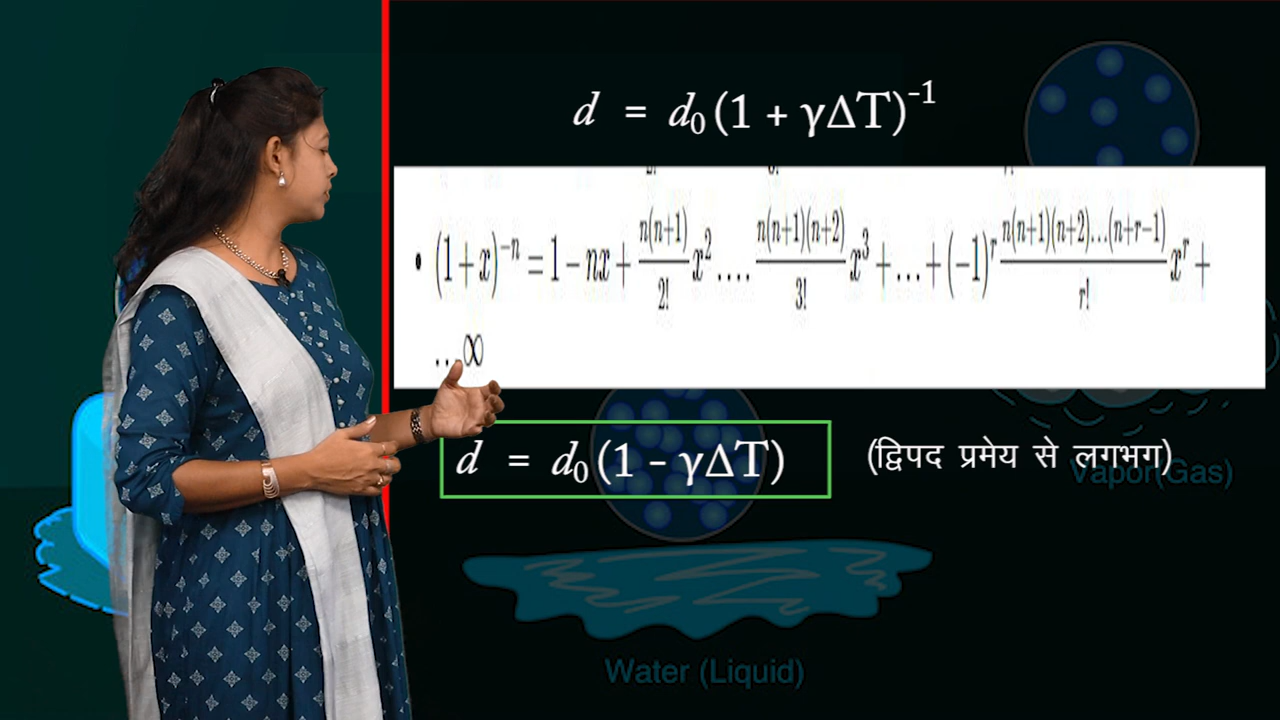 d = d₀(1 + γΔT)⁻¹
• (1+x)⁻ⁿ = 1 − nx + n(n+1)/2! x² .... n(n+1)(n+2)/3! x³ + ... + (−1)ʳ n(n+1)(n+2)...(n+r−1)/r! xʳ +
...∞
d = d₀(1 - γΔT) (द्विपद प्रमेय से लगभग)
Vapor(Gas)
Water (Liquid)